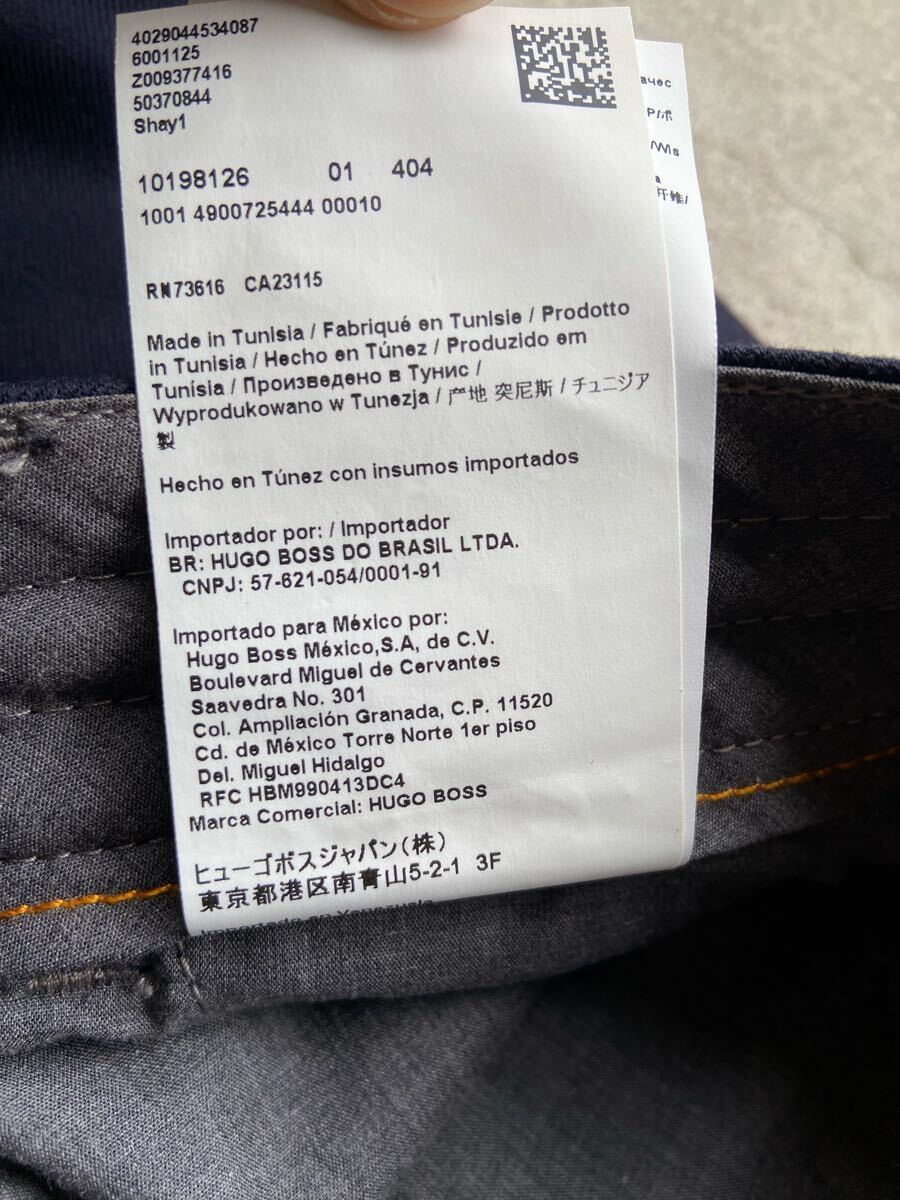 4029044534087
6001125
Z009377416
50370844
Shay1
10198126 01 404
1001 4900725444 00010
RN73616 CA23115
Made in Tunisia / Fabriqué en Tunisie / Prodotto
in Tunisia / Hecho en Túnez / Produzido em
Tunísia / Произведено в Тунис /
Wyprodukowano w Tunezja / 产地 突尼斯 / チュニジア
製
Hecho en Túnez con insumos importados
Importador por: / Importador
BR: HUGO BOSS DO BRASIL LTDA.
CNPJ: 57-621-054/0001-91
Importado para México por:
Hugo Boss México,S.A, de C.V.
Boulevard Miguel de Cervantes
Saavedra No. 301
Col. Ampliación Granada, C.P. 11520
Cd. de México Torre Norte 1er piso
Del. Miguel Hidalgo
RFC HBM990413DC4
Marca Comercial: HUGO BOSS
ヒューゴボスジャパン(株)
東京都港区南青山5-2-1 3F